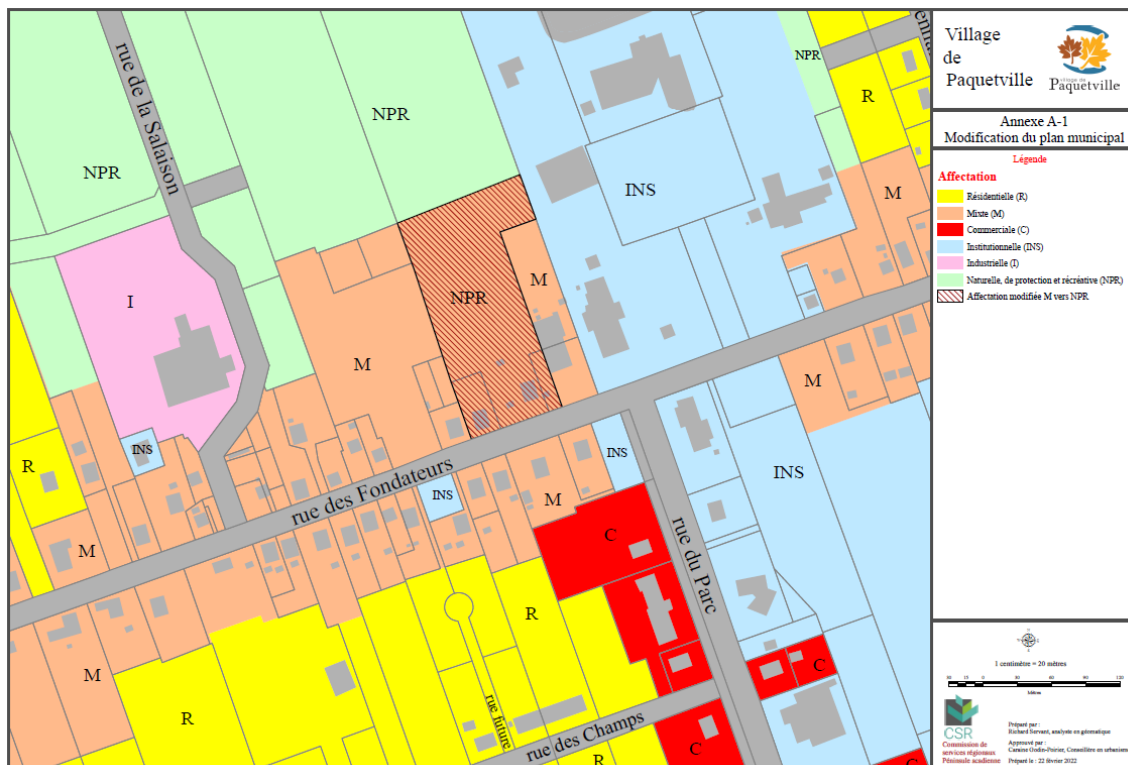 rue de la Salaison
NPR
NPR
NPR
R
INS
M
NPR
M
I
M
M
INS
R
INS
INS
M
M
INS
rue des Fondateurs
C
rue du Parc
R
M
R
C
rue future
rue des Champs
R
C
C
Village
de
Paquetville
village de
Paquetville
Annexe A-1
Modification du plan municipal
Légende
Affectation
Résidentielle (R)
Mixte (M)
Commerciale (C)
Institutionnelle (INS)
Industrielle (I)
Naturelle, de protection et récréative (NPR)
Affectation modifiée M vers NPR
1 centimètre = 20 mètres
Mètre
CSR
Commission de
services régionaux
Péninsule acadienne
Préparé par :
Richard Servant, analyste en géomatique
Approuvé par :
Préparé le : 22 février 2022